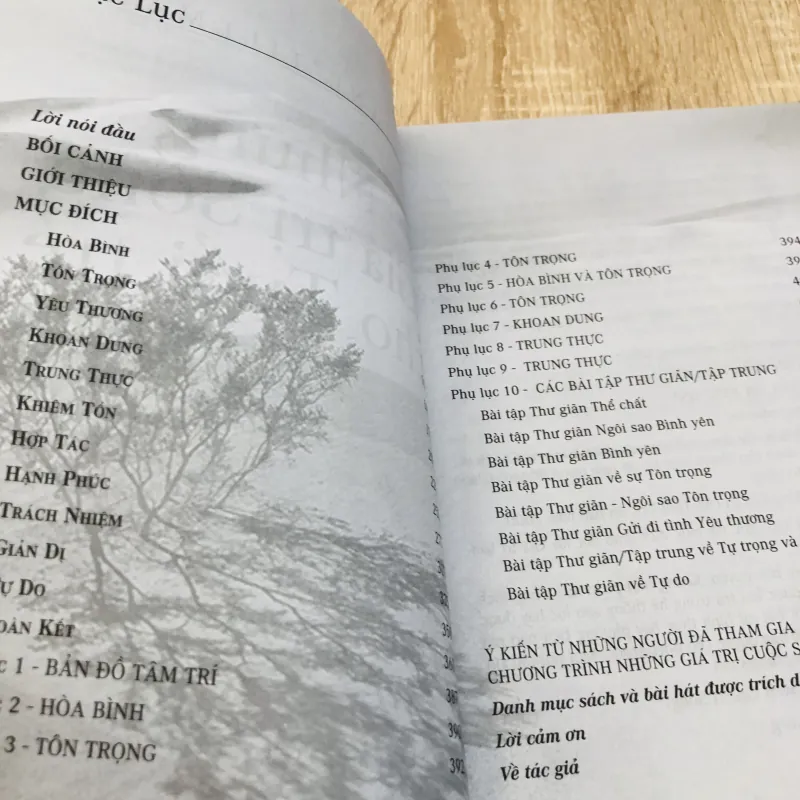 Lục
Lời nói đầu
BỐI CẢNH
GIỚI THIỆU
MỤC ĐÍCH
HÒA BÌNH
TÔN TRỌNG
YÊU THƯƠNG
KHOAN DUNG
TRUNG THỰC
KHIÊM TỐN
HỢP TÁC
HẠNH PHÚC
TRÁCH NHIỆM
GIẢN DỊ
DO
KẾT
1 - BẢN ĐỒ TÂM TRÍ
2 - HÒA BÌNH
3 - TÔN TRỌNG 392
Phụ lục 4 - TÔN TRỌNG 394
Phụ lục 5 - HÒA BÌNH VÀ TÔN TRỌNG
Phụ lục 6 - TÔN TRỌNG
Phụ lục 7 - KHOAN DUNG
Phụ lục 8 - TRUNG THỰC
Phụ lục 9 - TRUNG THỰC
Phụ lục 10 - CÁC BÀI TẬP THƯ GIÃN/TẬP TRUNG
Bài tập Thư giãn Thể chất
Bài tập Thư giãn Ngôi sao Bình yên
Bài tập Thư giãn Bình yên
Bài tập Thư giãn về sự Tôn trọng
Bài tập Thư giãn - Ngôi sao Tôn trọng
Bài tập Thư giãn Gửi đi tình Yêu thương
Bài tập Thư giãn/Tập trung về Tự trọng và
Bài tập Thư giãn về Tự do
Ý KIẾN TỪ NHỮNG NGƯỜI ĐÃ THAM GIA
CHƯƠNG TRÌNH NHỮNG GIÁ TRỊ CUỘC
Danh mục sách và bài hát được trích
Lời cảm ơn
Về tác giả